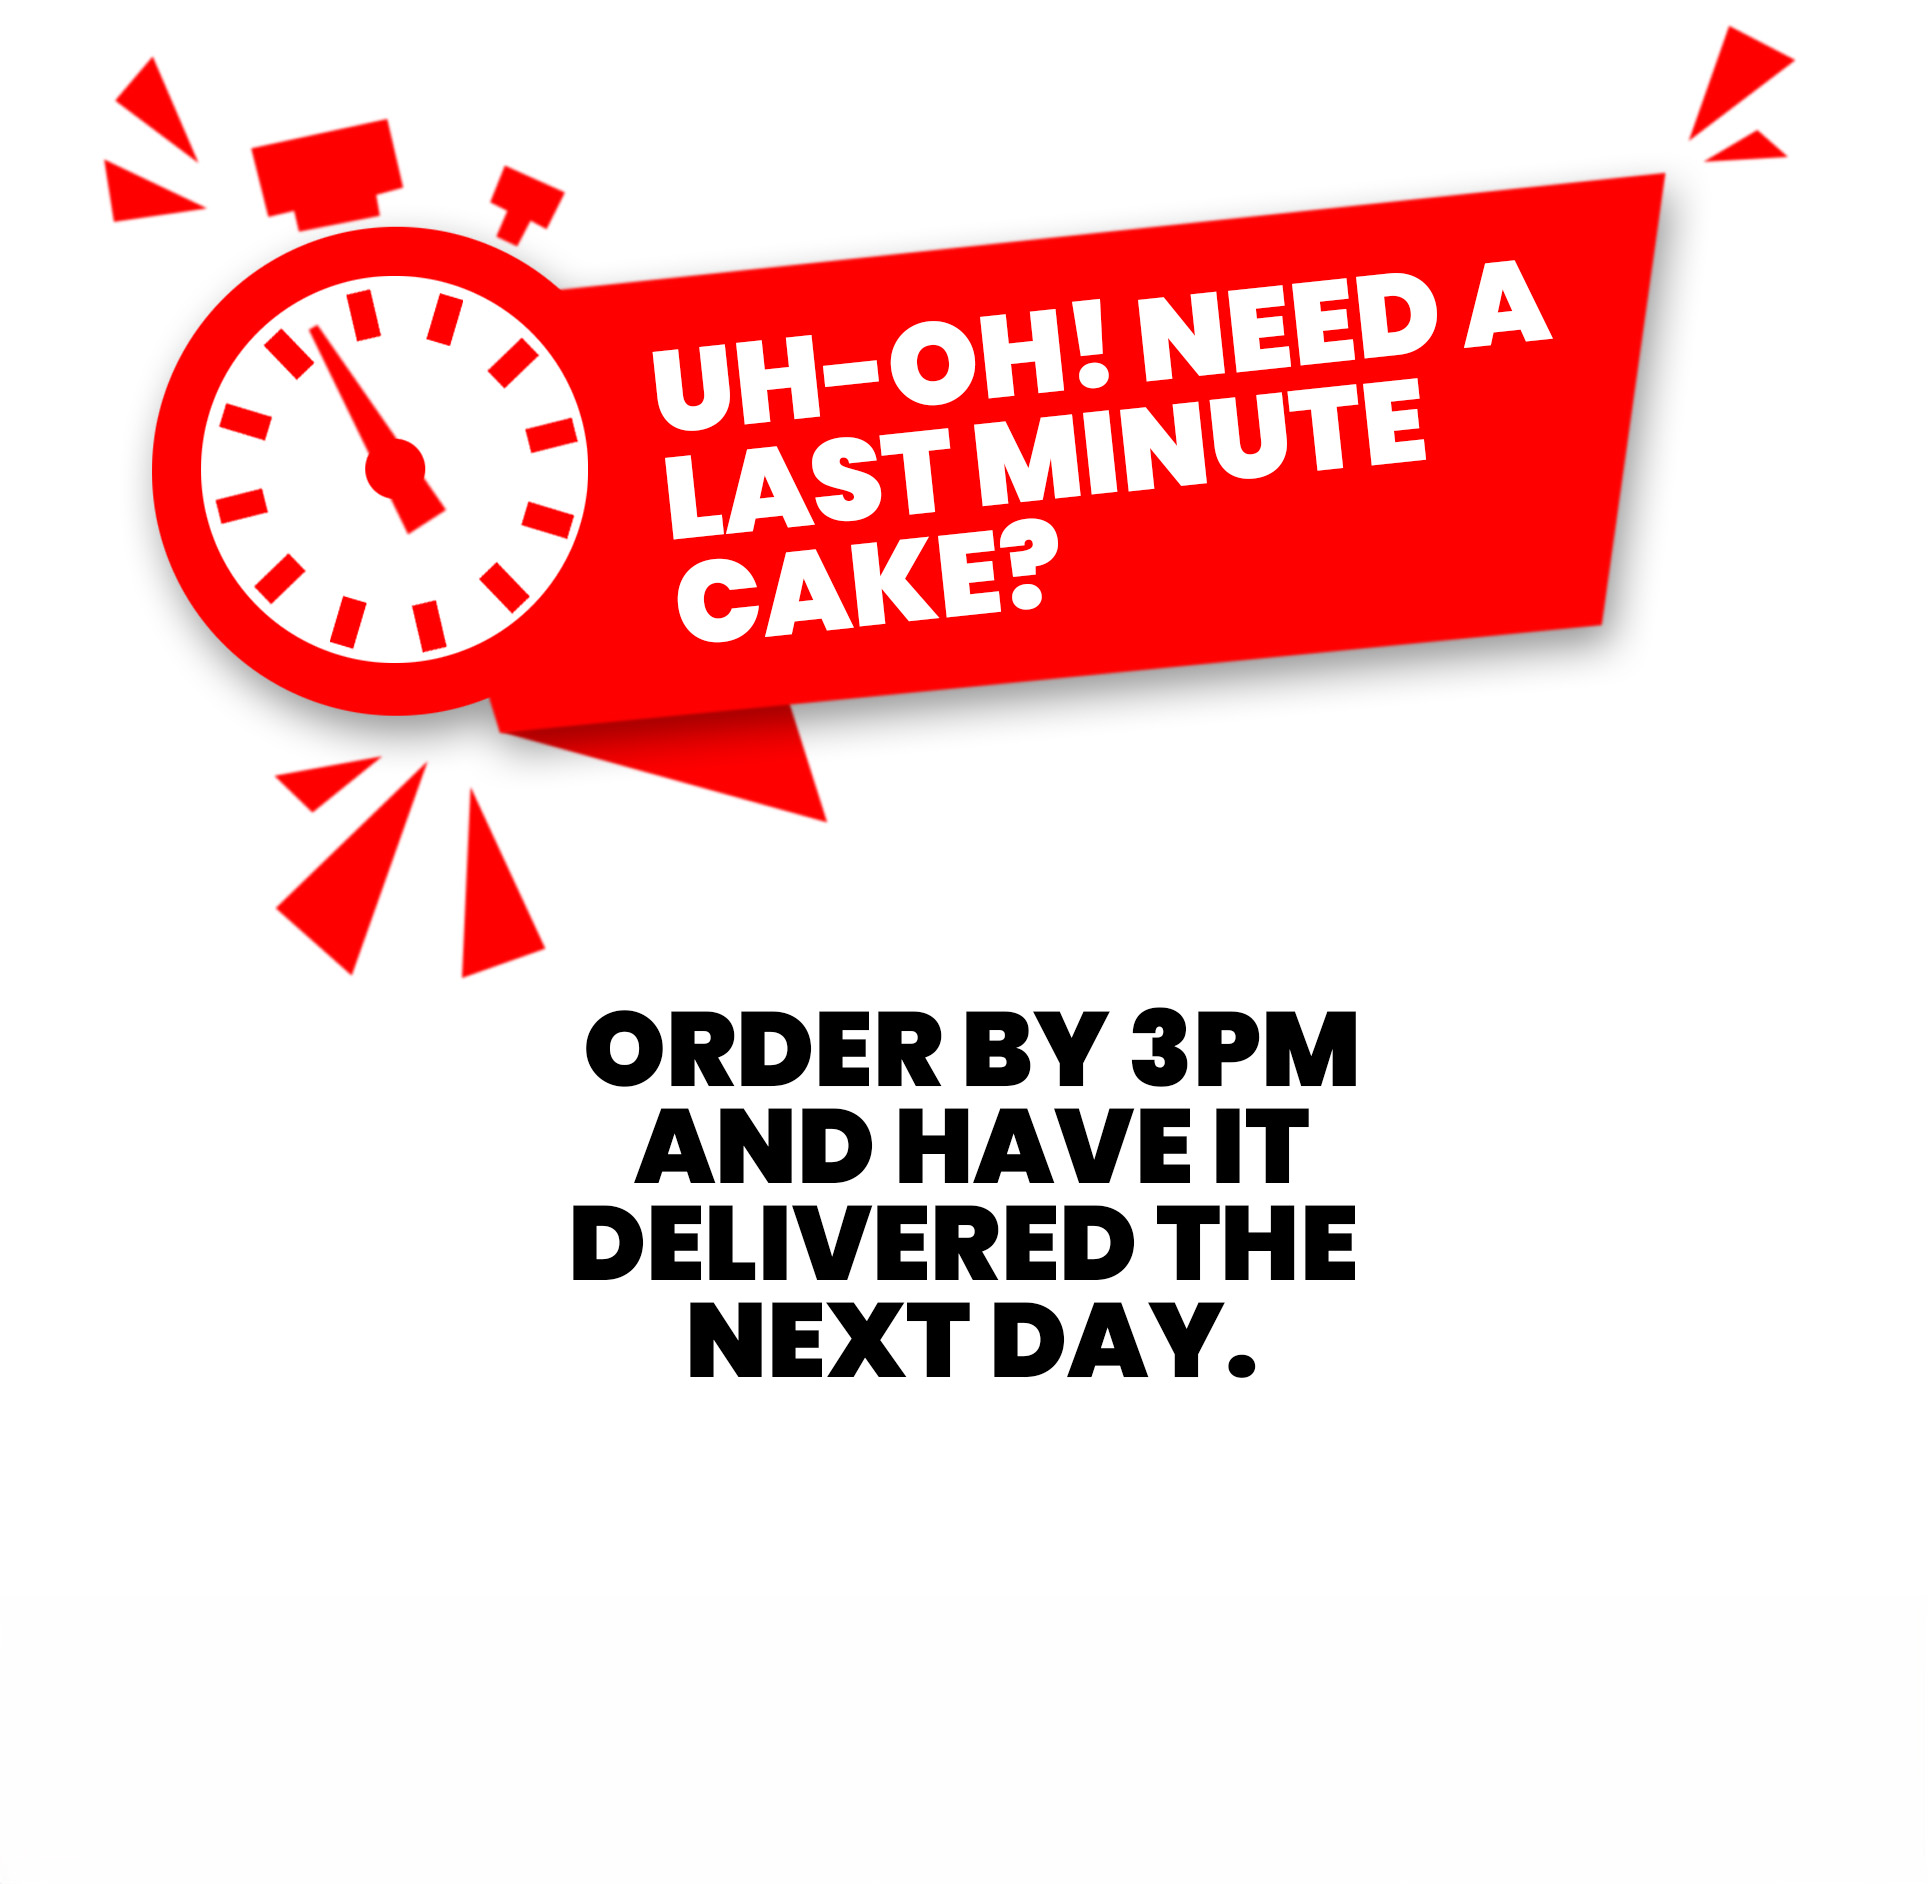 UH-OH! NEED A
LAST MINUTE
CAKE?
ORDER BY 3PM
AND HAVE IT
DELIVERED THE
NEXT DAY.